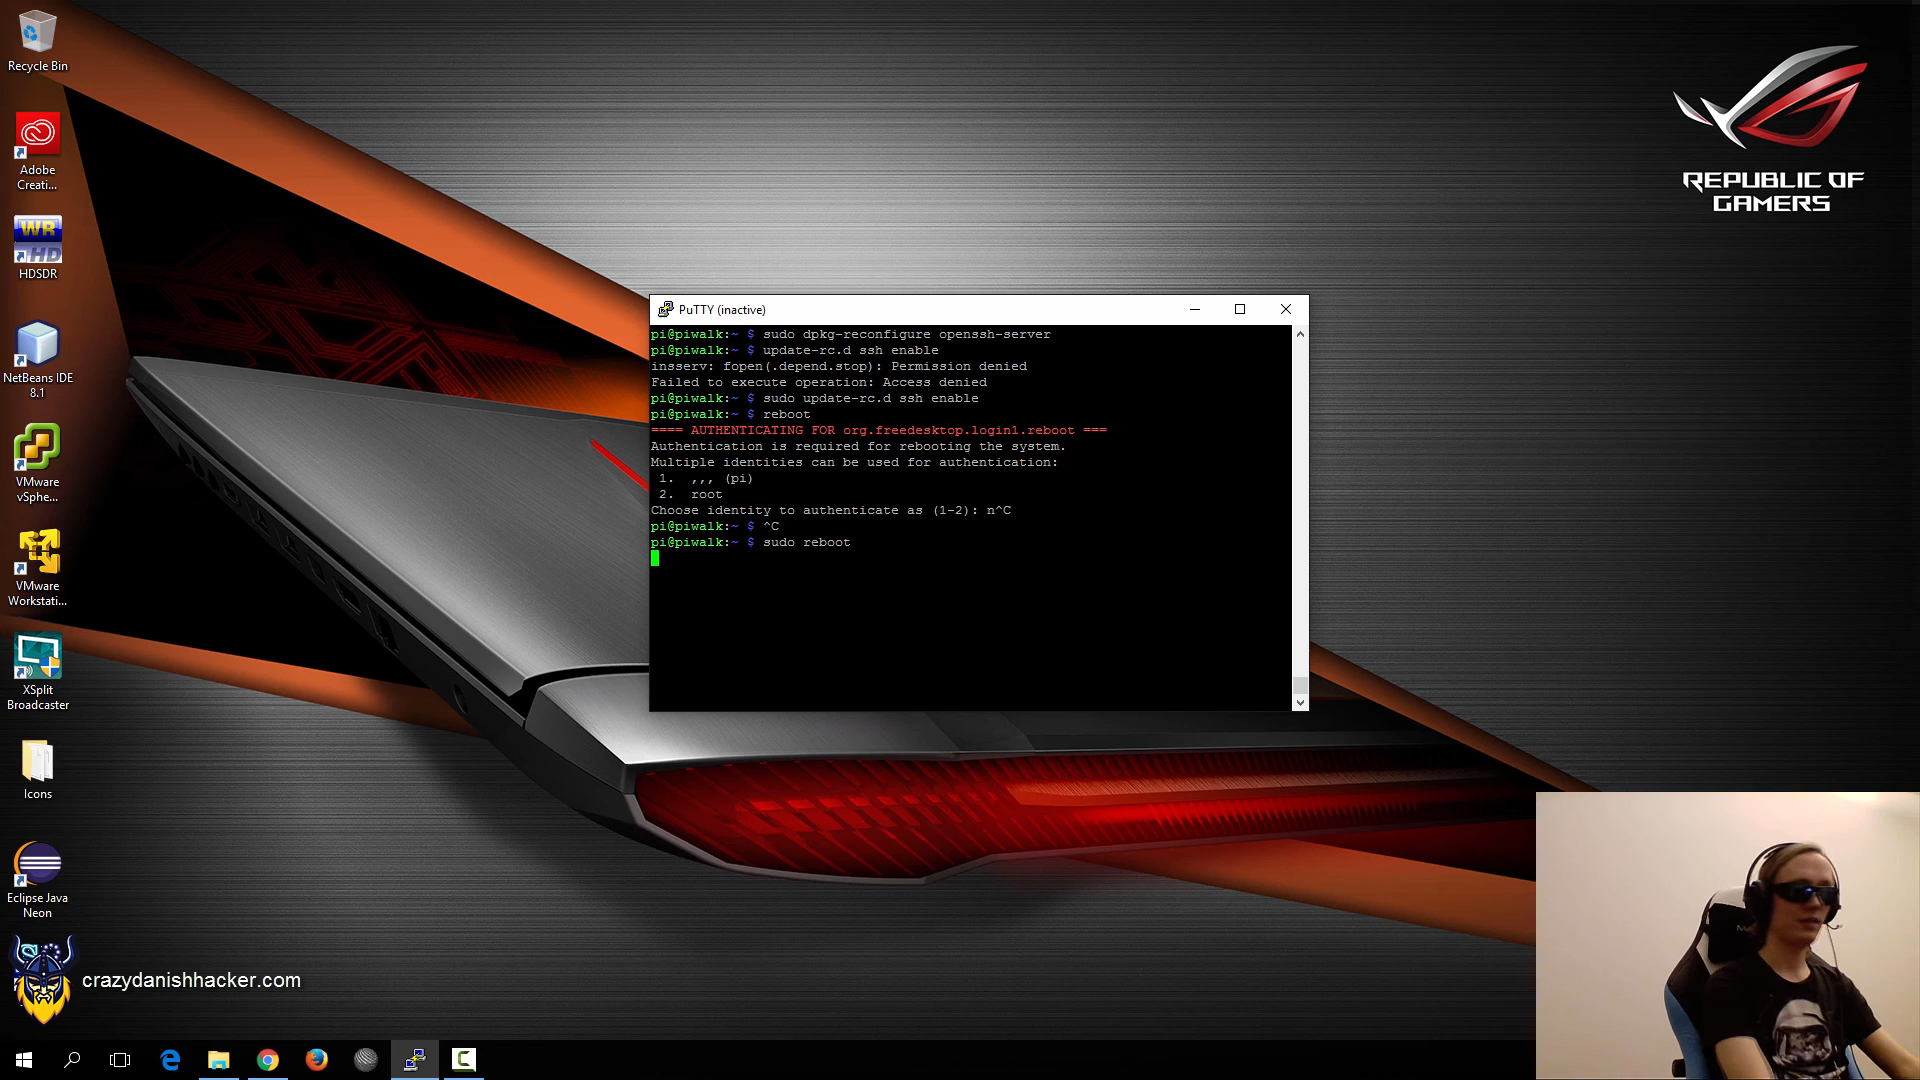 Recycle Bin
Adobe
Creati...
WR
HD
HDSDR
NetBeans IDE
8.1
VMware
vSphe...
VMware
Workstati...
XSplit
Broadcaster
Icons
Eclipse Java
Neon
crazydanishhacker.com
REPUBLIC OF
GAMERS
PuTTY (inactive)
pi@piwalk:~ $ sudo dpkg-reconfigure openssh-server
pi@piwalk:~ $ update-rc.d ssh enable
insserv: fopen(.depend.stop): Permission denied
Failed to execute operation: Access denied
pi@piwalk:~ $ sudo update-rc.d ssh enable
pi@piwalk:~ $ reboot
==== AUTHENTICATING FOR org.freedesktop.login1.reboot ===
Authentication is required for rebooting the system.
Multiple identities can be used for authentication:
1. ,,, (pi)
2. root
Choose identity to authenticate as (1-2): n^C
pi@piwalk:~ $ ^C
pi@piwalk:~ $ sudo reboot